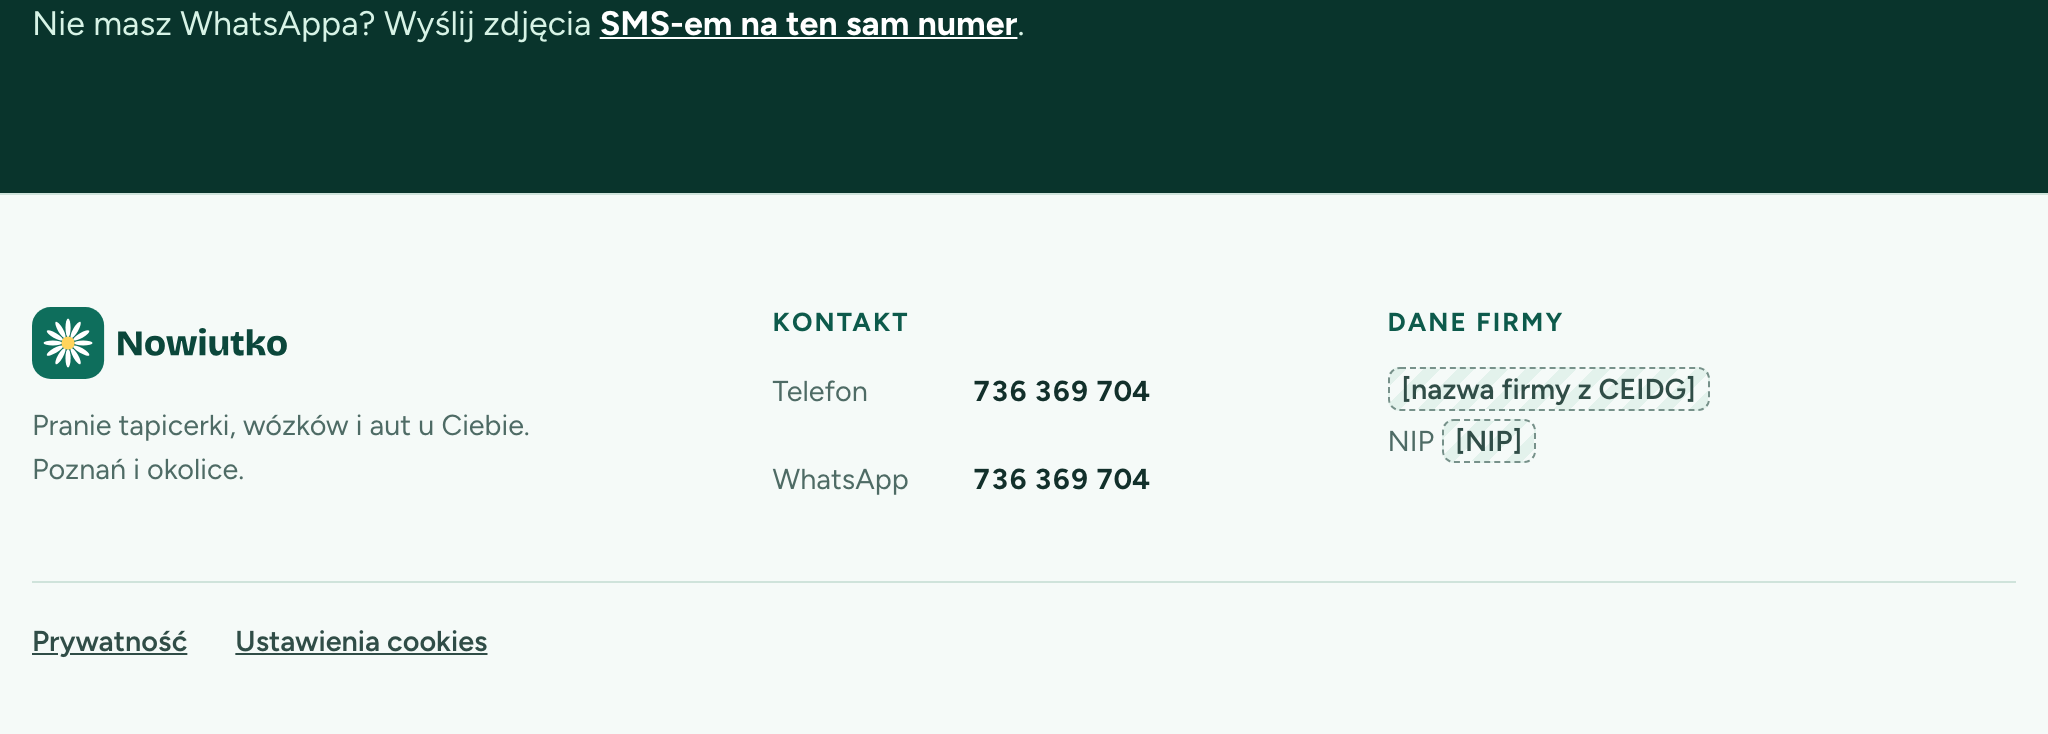 Nie masz WhatsAppa? Wyślij zdjęcia SMS-em na ten sam numer.
Nowiutko
Pranie tapicerki, wózków i aut u Ciebie.
Poznań i okolice.
KONTAKT
Telefon 736 369 704
WhatsApp 736 369 704
DANE FIRMY
[nazwa firmy z CEIDG]
NIP [NIP]
Prywatność Ustawienia cookies